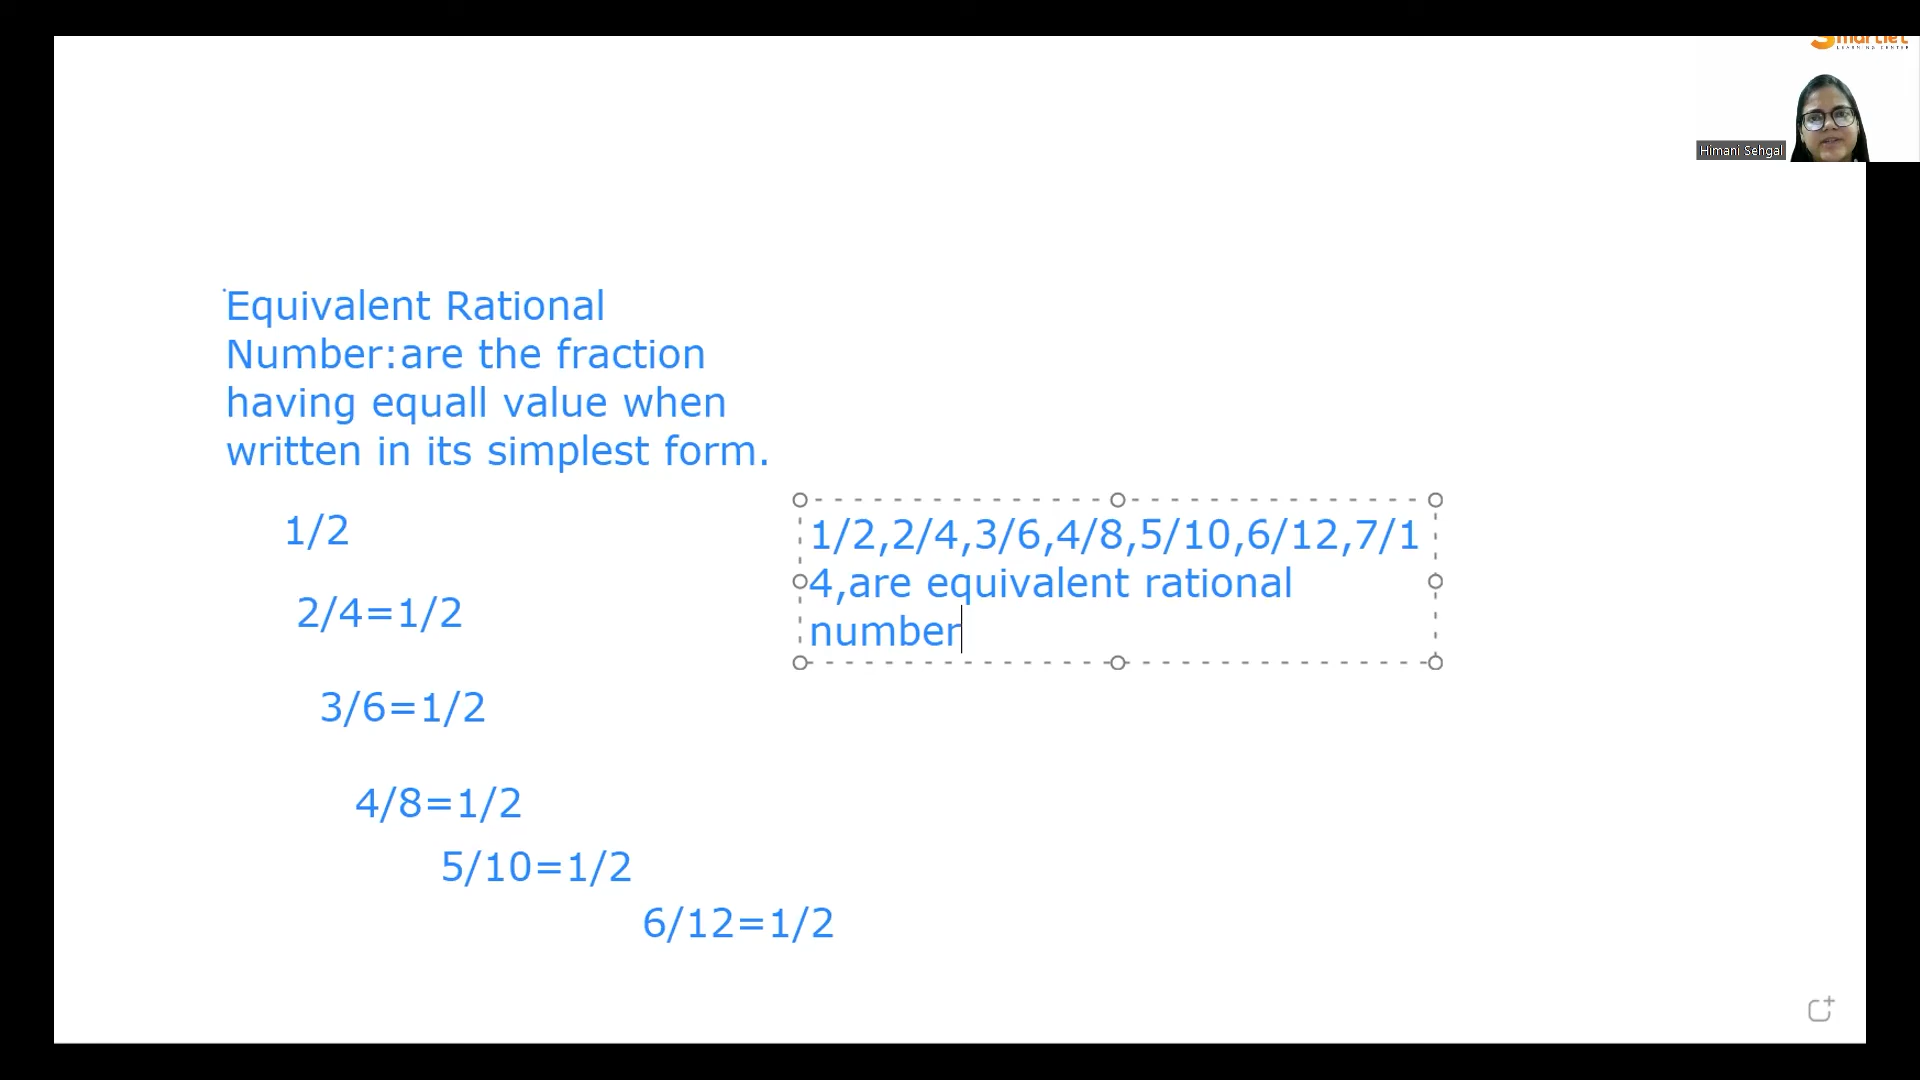 Smartlet
LEARNING CENTER
Himani Sehgal
Equivalent Rational
Number:are the fraction
having equall value when
written in its simplest form.
1/2
1/2,2/4,3/6,4/8,5/10,6/12,7/1
4,are equivalent rational
number
2/4=1/2
3/6=1/2
4/8=1/2
5/10=1/2
6/12=1/2